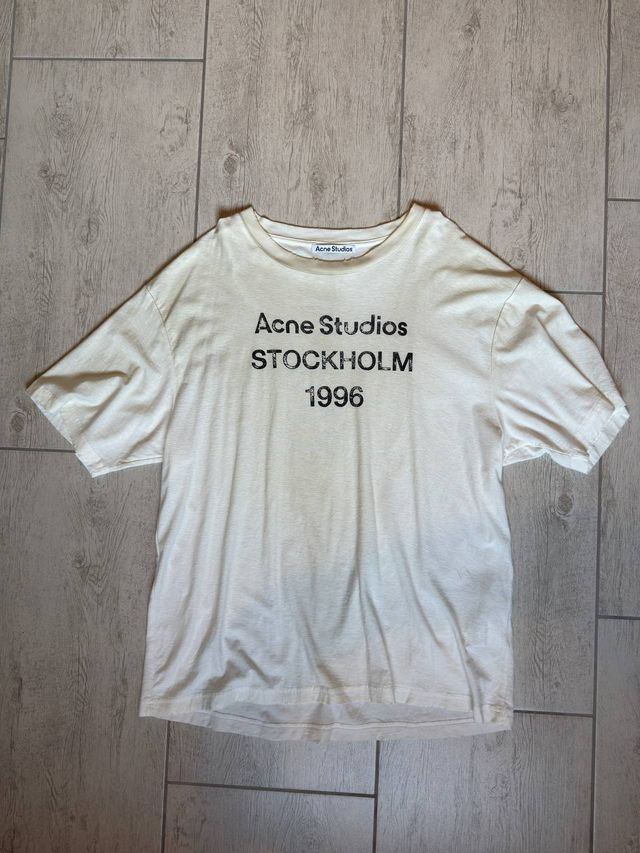 Acne Studios
Acne Studios
STOCKHOLM
1996